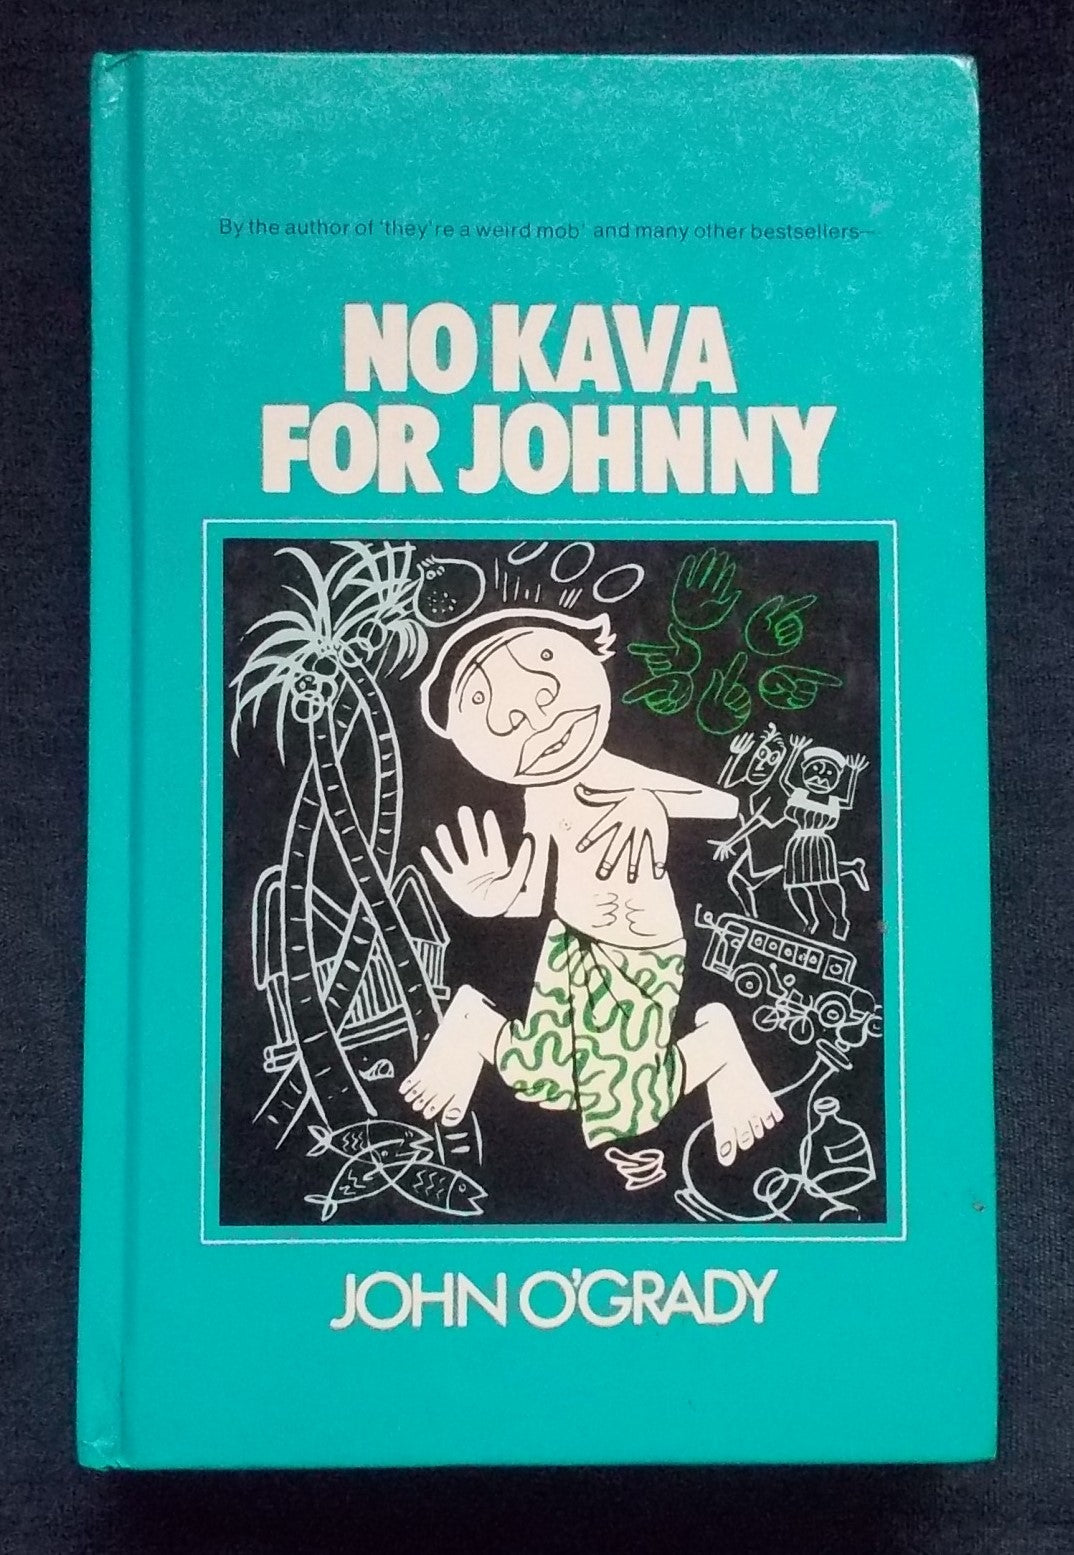 By the author of 'they're a weird mob' and many other bestsellers—
NO KAVA
FOR JOHNNY
JOHN O'GRADY